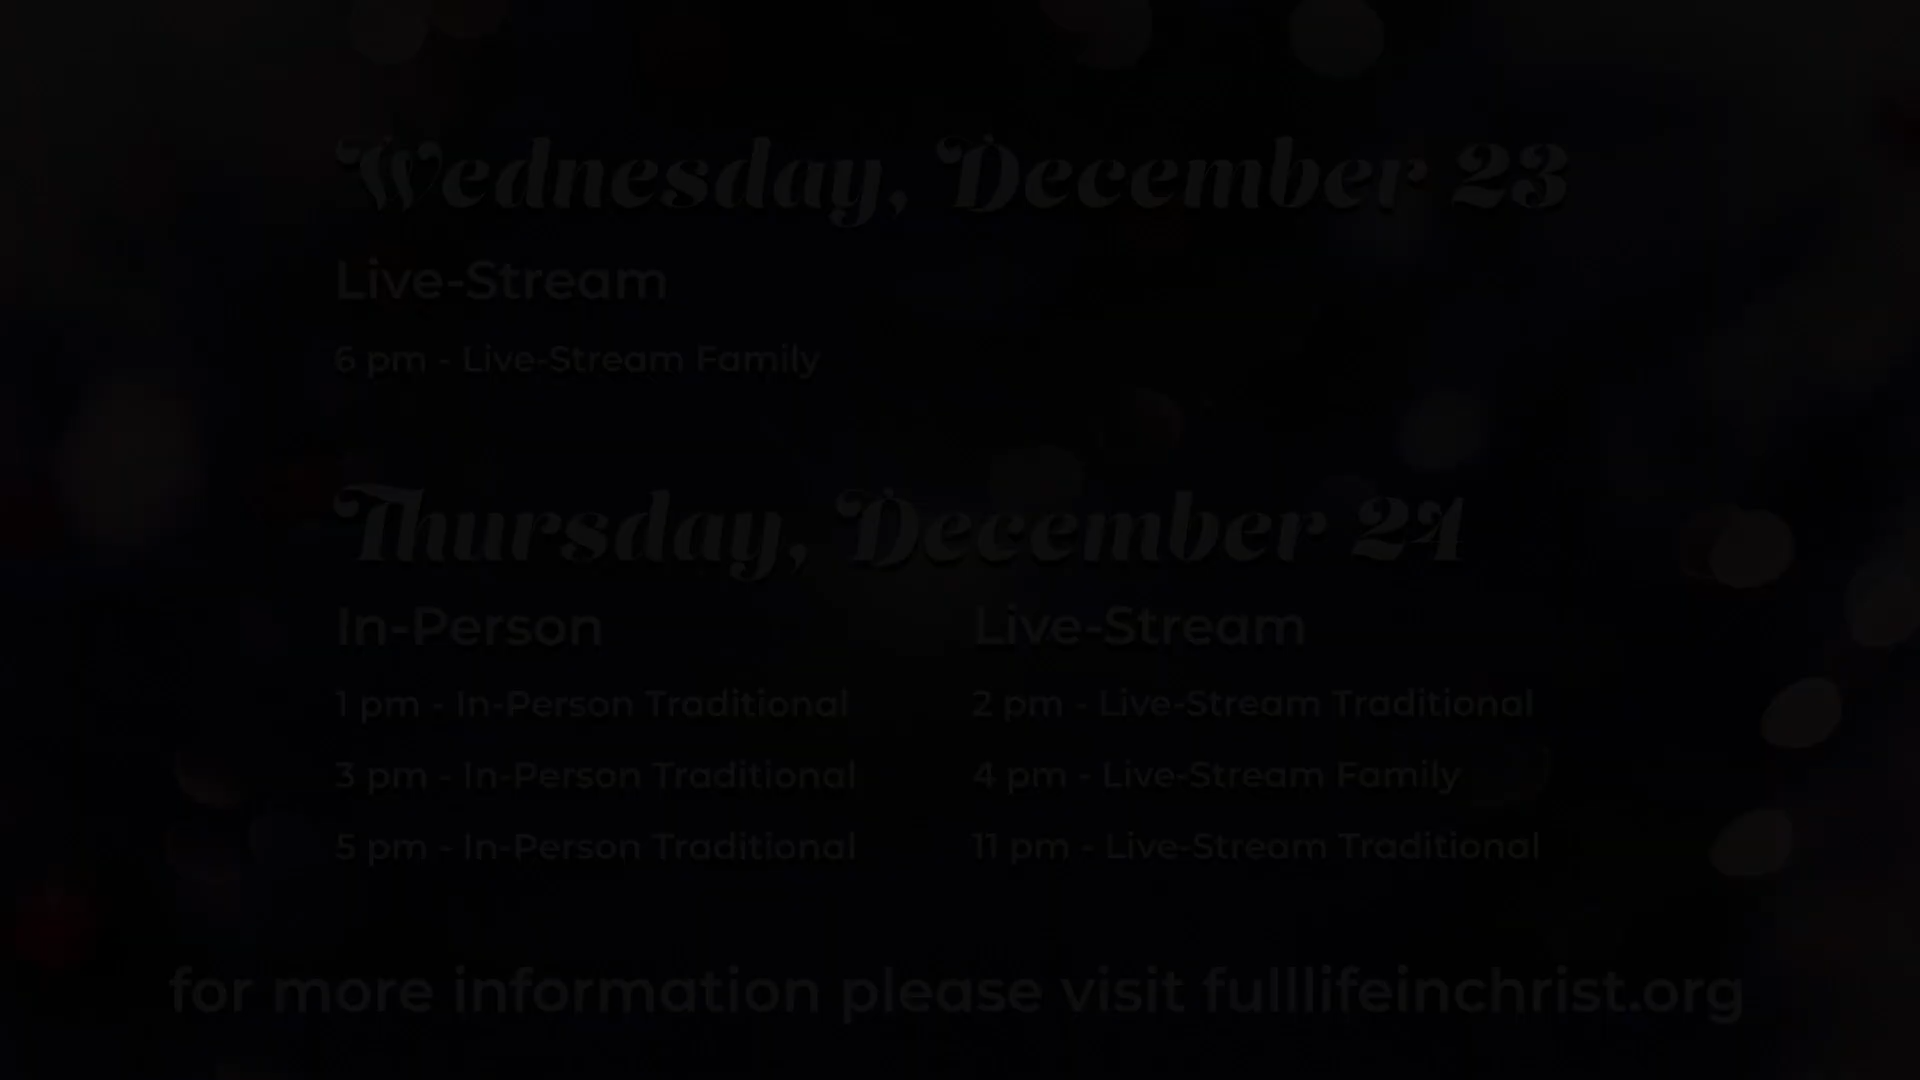 Wednesday, December 23
Live-Stream
6 pm - Live-Stream Family
Thursday, December 24
In-Person
1 pm - In-Person Traditional
3 pm - In-Person Traditional
5 pm - In-Person Traditional
Live-Stream
2 pm - Live-Stream Traditional
4 pm - Live-Stream Family
11 pm - Live-Stream Traditional
for more information please visit fulllifeinchrist.org